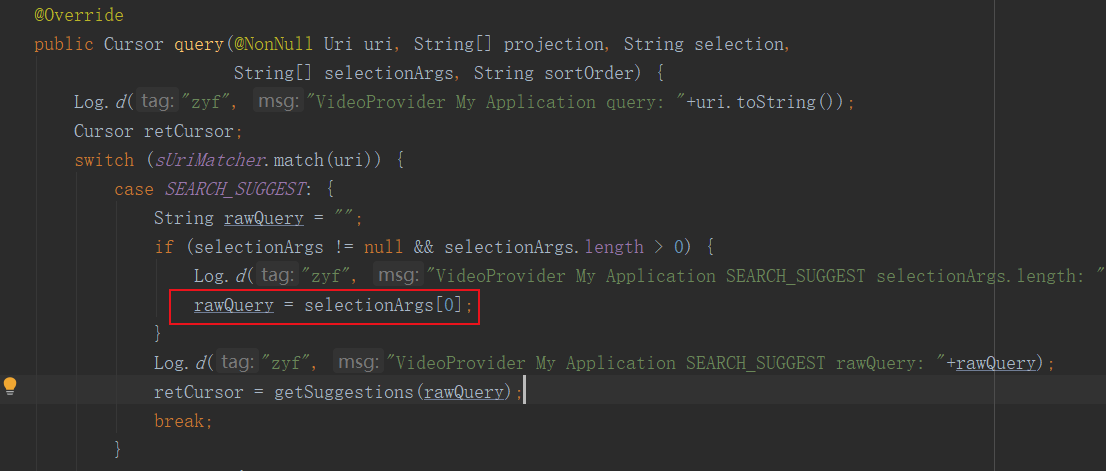 @Override
public Cursor query(@NonNull Uri uri, String[] projection, String selection,
String[] selectionArgs, String sortOrder) {
Log.d( tag: "zyf", msg: "VideoProvider My Application query: "+uri.toString());
Cursor retCursor;
switch (sUriMatcher.match(uri)) {
case SEARCH_SUGGEST: {
String rawQuery = "";
if (selectionArgs != null && selectionArgs.length > 0) {
Log.d( tag: "zyf", msg: "VideoProvider My Application SEARCH_SUGGEST selectionArgs.length: "
rawQuery = selectionArgs[0];
}
Log.d( tag: "zyf", msg: "VideoProvider My Application SEARCH_SUGGEST rawQuery: "+rawQuery);
retCursor = getSuggestions(rawQuery);
break;
}